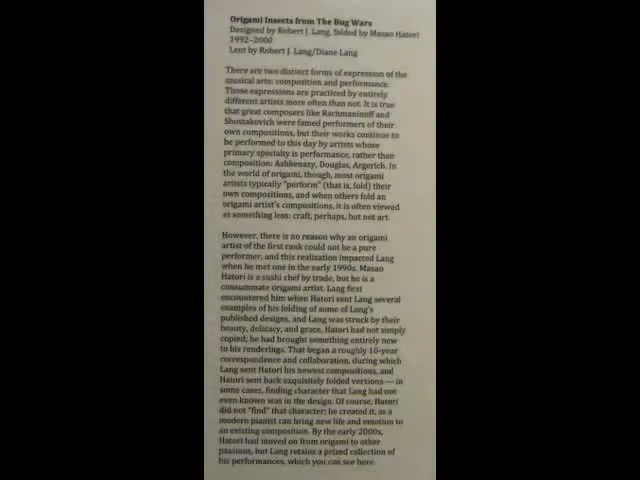 Origami Insects from The Bug Wars
Designed by Robert J. Lang, folded by Masao Hatori
1992–2000
Lent by Robert J. Lang/Diane Lang
There are two distinct forms of expression of the
musical arts: composition and performance.
Those expressions are practiced by entirely
different artists more often than not. It is true
that great composers like Rachmaninoff and
Shostakovich were famed performers of their
own compositions, but their works continue to
be performed to this day by artists whose
primary specialty is performance, rather than
composition: Ashkenazy, Douglas, Argerich. In
the world of origami, though, most origami
artists typically "perform" (that is, fold) their
own compositions, and when others fold an
origami artist's compositions, it is often viewed
as something less: craft, perhaps, but not art.
However, there is no reason why an origami
artist of the first rank could not be a pure
performer, and this realization impacted Lang
when he met one in the early 1990s. Masao
Hatori is a sushi chef by trade, but he is a
consummate origami artist. Lang first
encountered him when Hatori sent Lang several
examples of his folding of some of Lang's
published designs, and Lang was struck by their
beauty, delicacy, and grace. Hatori had not simply
copied; he had brought something entirely new
to his renderings. That began a roughly 10-year
correspondence and collaboration, during which
Lang sent Hatori his newest compositions, and
Hatori sent back exquisitely folded versions — in
some cases, finding character that Lang had not
even known was in the design. Of course, Hatori
did not "find" that character; he created it, as a
modern pianist can bring new life and emotion to
an existing composition. By the early 2000s,
Hatori had moved on from origami to other
passions, but Lang retains a prized collection of
his performances, which you can see here.